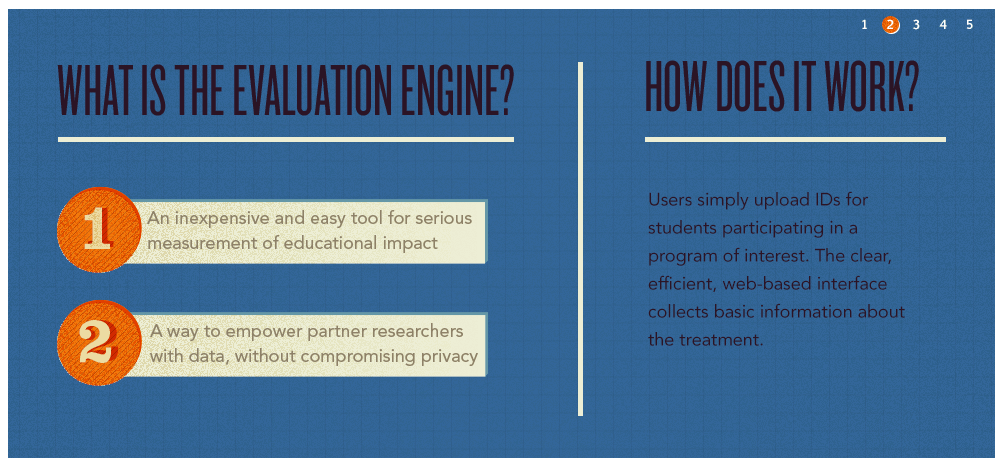 1 2 3 4 5
WHAT IS THE EVALUATION ENGINE?
1
An inexpensive and easy tool for serious
measurement of educational impact
2
A way to empower partner researchers
with data, without compromising privacy
HOW DOES IT WORK?
Users simply upload IDs for
students participating in a
program of interest. The clear,
efficient, web-based interface
collects basic information about
the treatment.